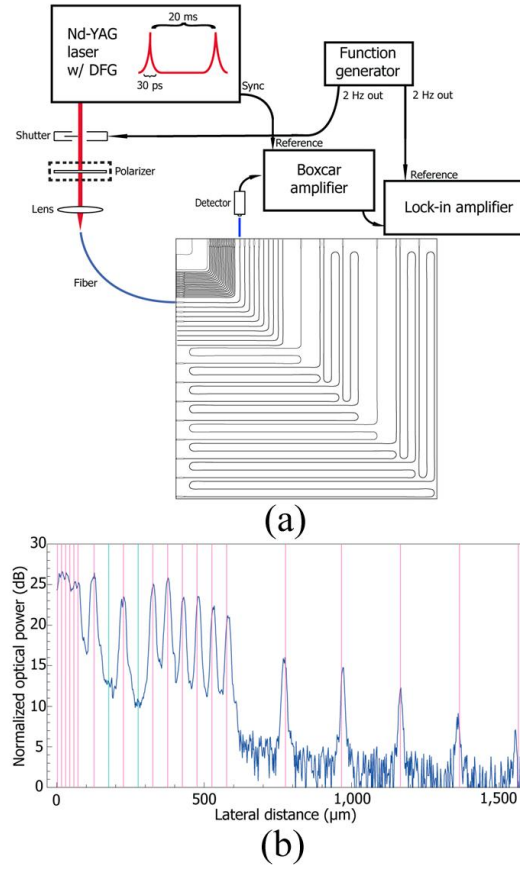 Nd-YAG
laser
w/ DFG
20 ms
30 ps
Sync
Function
generator
2 Hz out
2 Hz out
Shutter
Reference
Polarizer
Boxcar
amplifier
Reference
Lock-in amplifier
Lens
Detector
Fiber
(a)
Normalized optical power (dB)
30
25
20
15
10
5
0
0
500
1,000
1,500
Lateral distance (μm)
(b)